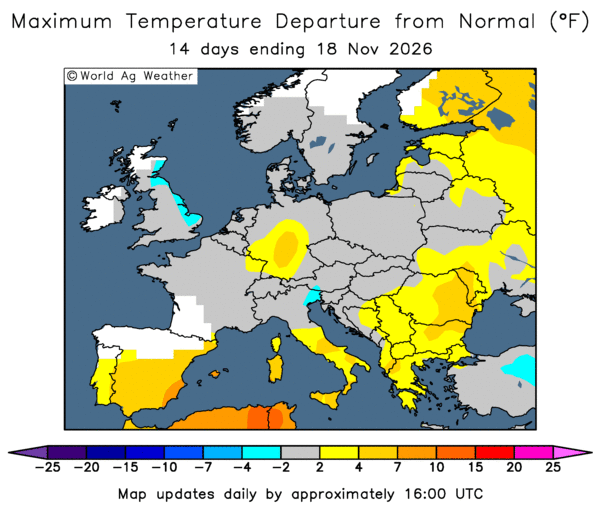 Maximum Temperature Departure from Normal (°F)
14 days ending 18 Nov 2026
© World Ag Weather
-25 -20 -15 -10 -7 -4 -2 2 4 7 10 15 20 25
Map updates daily by approximately 16:00 UTC